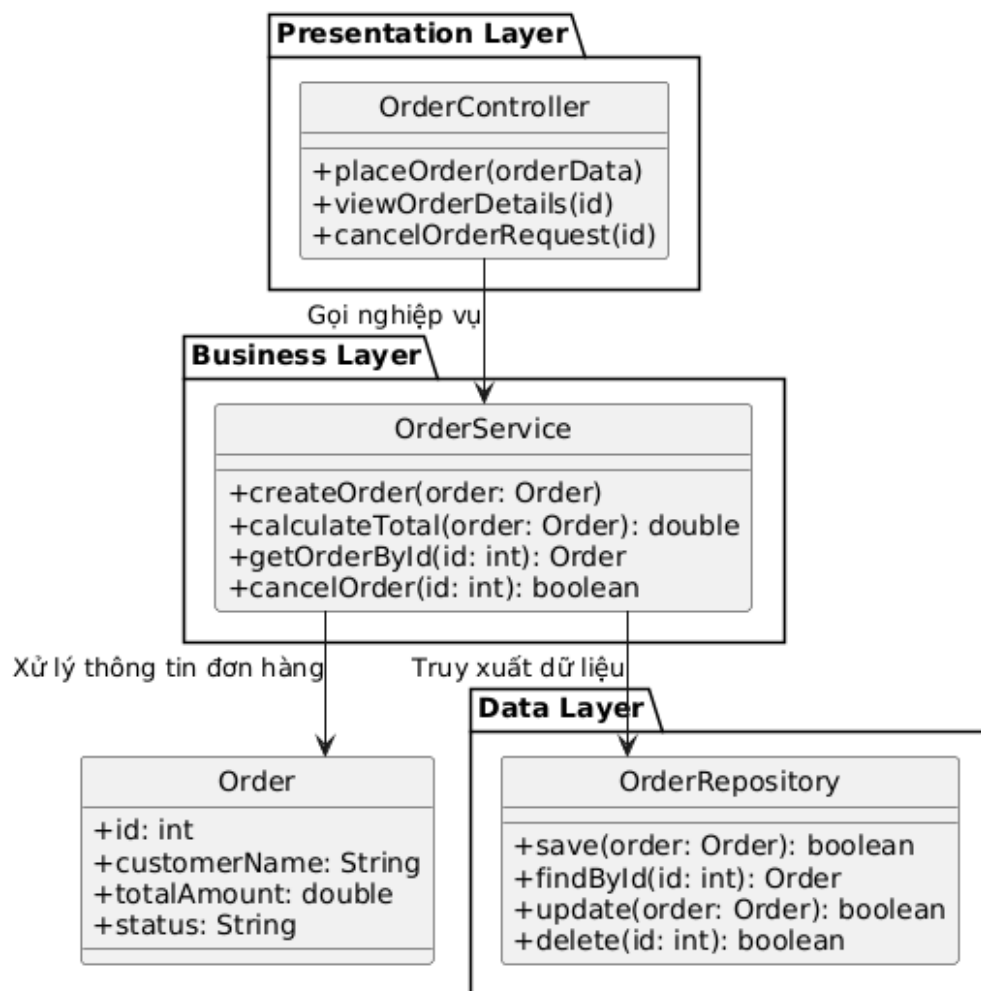 Presentation Layer
OrderController
+placeOrder(orderData)
+viewOrderDetails(id)
+cancelOrderRequest(id)
Gọi nghiệp vụ
Business Layer
OrderService
+createOrder(order: Order)
+calculateTotal(order: Order): double
+getOrderById(id: int): Order
+cancelOrder(id: int): boolean
Xử lý thông tin đơn hàng
Truy xuất dữ liệu
Data Layer
Order
+id: int
+customerName: String
+totalAmount: double
+status: String
OrderRepository
+save(order: Order): boolean
+findById(id: int): Order
+update(order: Order): boolean
+delete(id: int): boolean